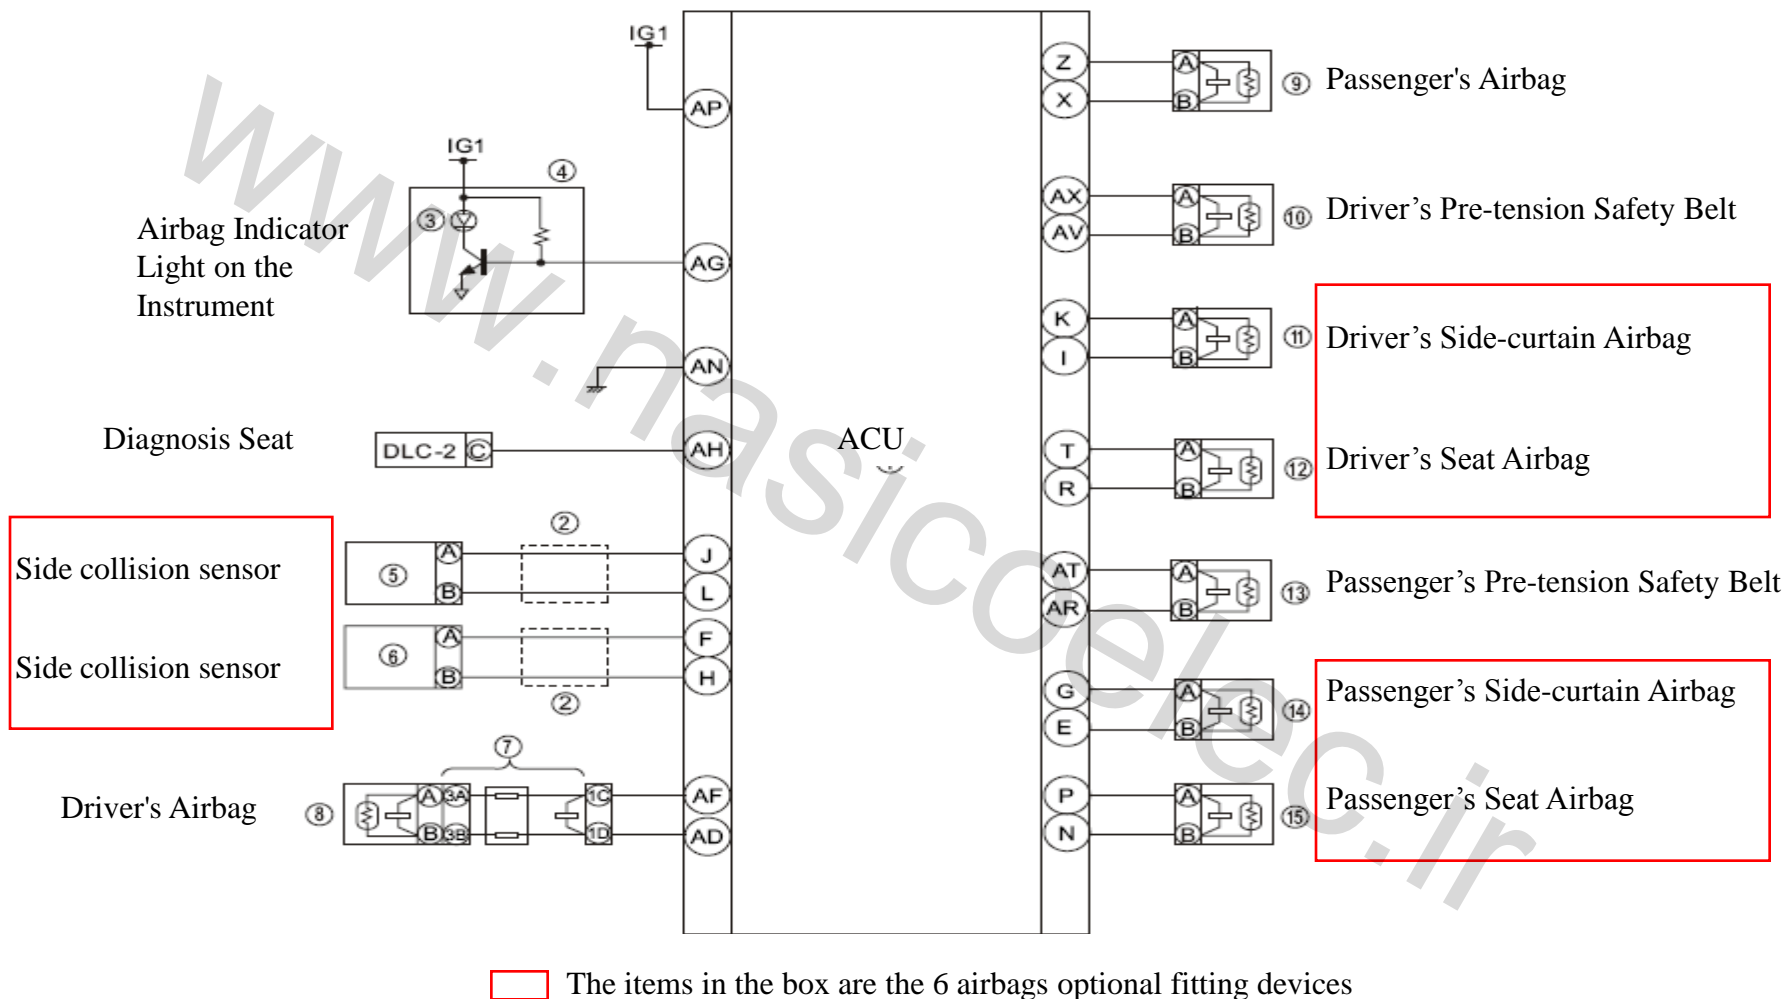 IG1
AP
IG1
④
③
Airbag Indicator
Light on the
Instrument
AG
AN
Diagnosis Seat
DLC-2 C
AH
ACU
②
Side collision sensor
⑤
A
B
J
L
Side collision sensor
⑥
A
B
F
H
②
⑦
Driver's Airbag
⑧
A 3A 1C
B 3B 1D
AF
AD
Z
X
A
B
⑨ Passenger's Airbag
AX
AV
A
B
⑩ Driver’s Pre-tension Safety Belt
K
I
A
B
⑪ Driver’s Side-curtain Airbag
T
R
A
B
⑫ Driver’s Seat Airbag
AT
AR
A
B
⑬ Passenger’s Pre-tension Safety Belt
G
E
A
B
⑭ Passenger’s Side-curtain Airbag
P
N
A
B
⑮ Passenger’s Seat Airbag
The items in the box are the 6 airbags optional fitting devices
www.nasicoelec.ir